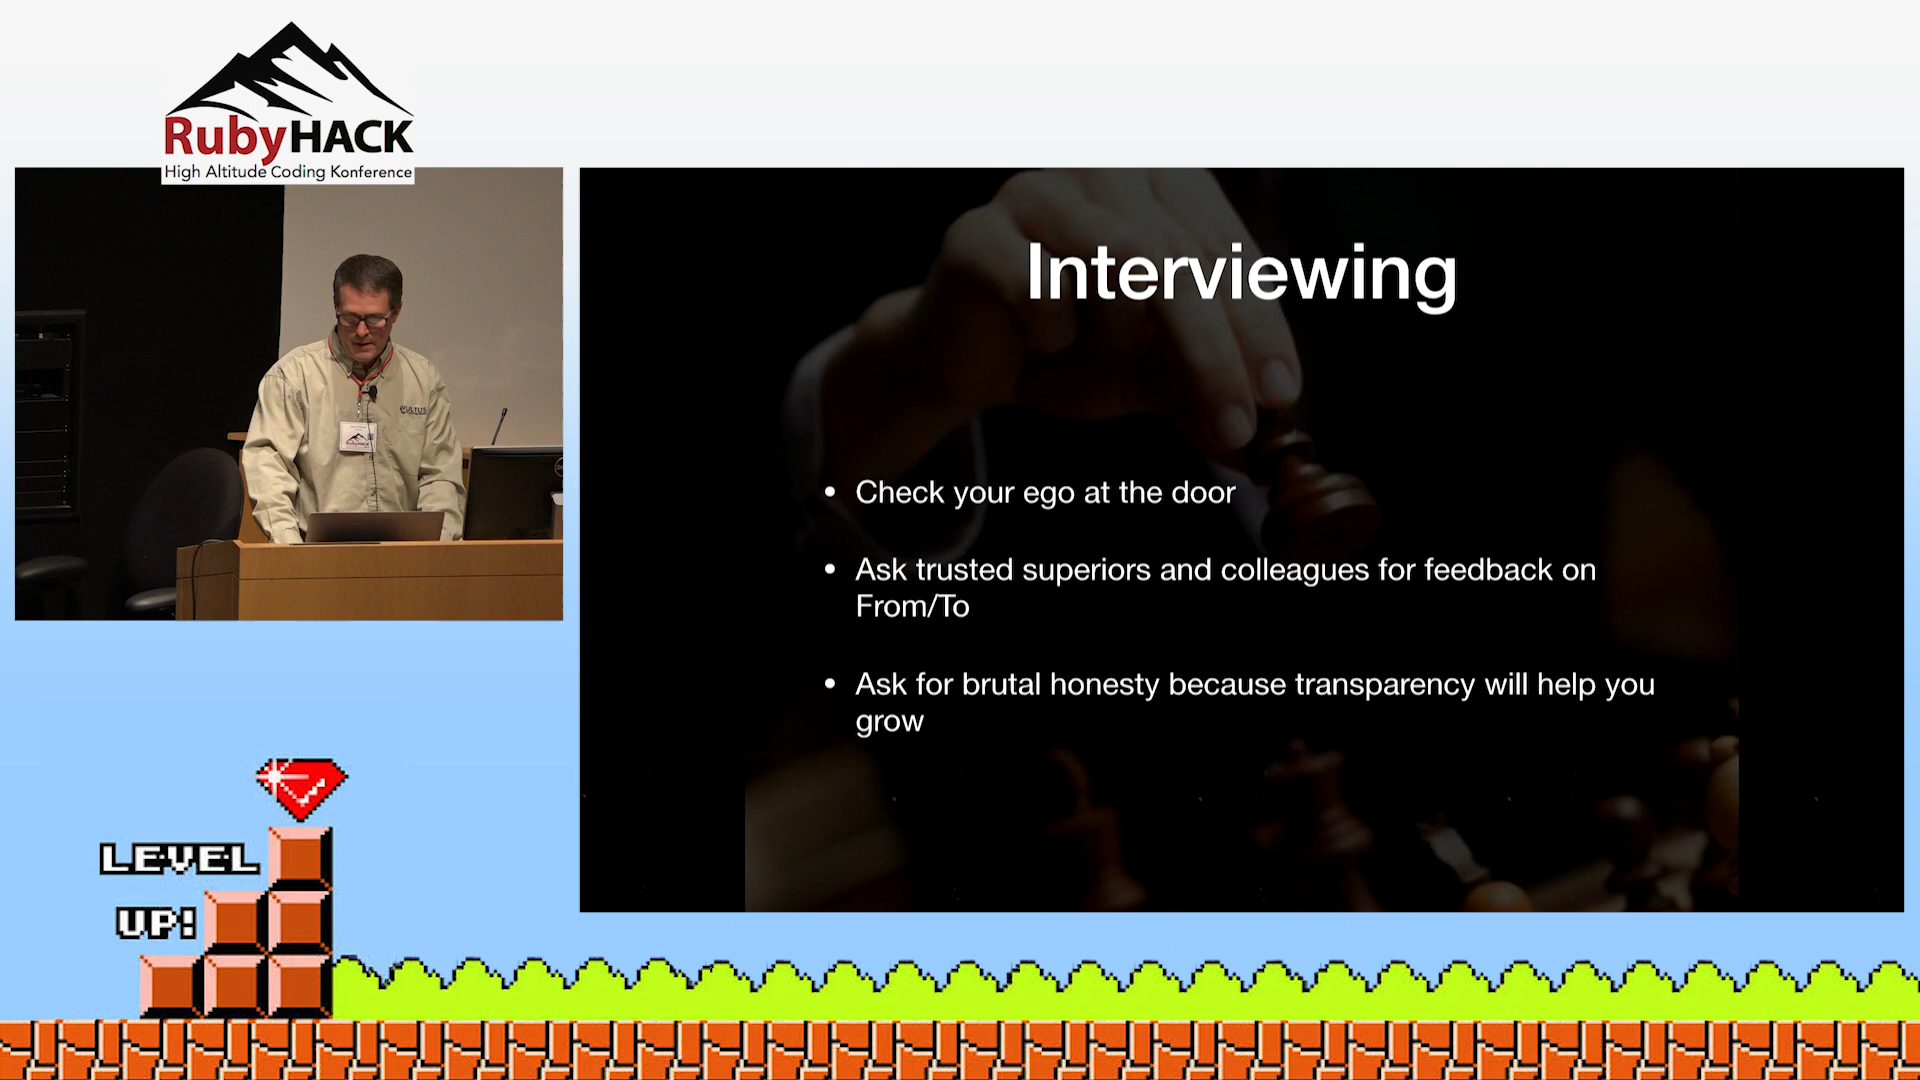 RubyHACK
High Altitude Coding Konference
Interviewing
• Check your ego at the door
• Ask trusted superiors and colleagues for feedback on
From/To
• Ask for brutal honesty because transparency will help you
grow
RubyHACK
LEVEL
UP!